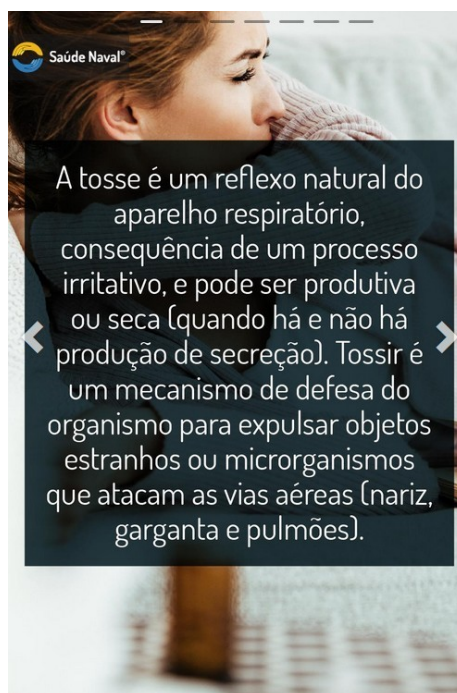 Saúde Naval®
A tosse é um reflexo natural do
aparelho respiratório,
consequência de um processo
irritativo, e pode ser produtiva
ou seca (quando há e não há
produção de secreção). Tossir é
um mecanismo de defesa do
organismo para expulsar objetos
estranhos ou microrganismos
que atacam as vias aéreas (nariz,
garganta e pulmões).